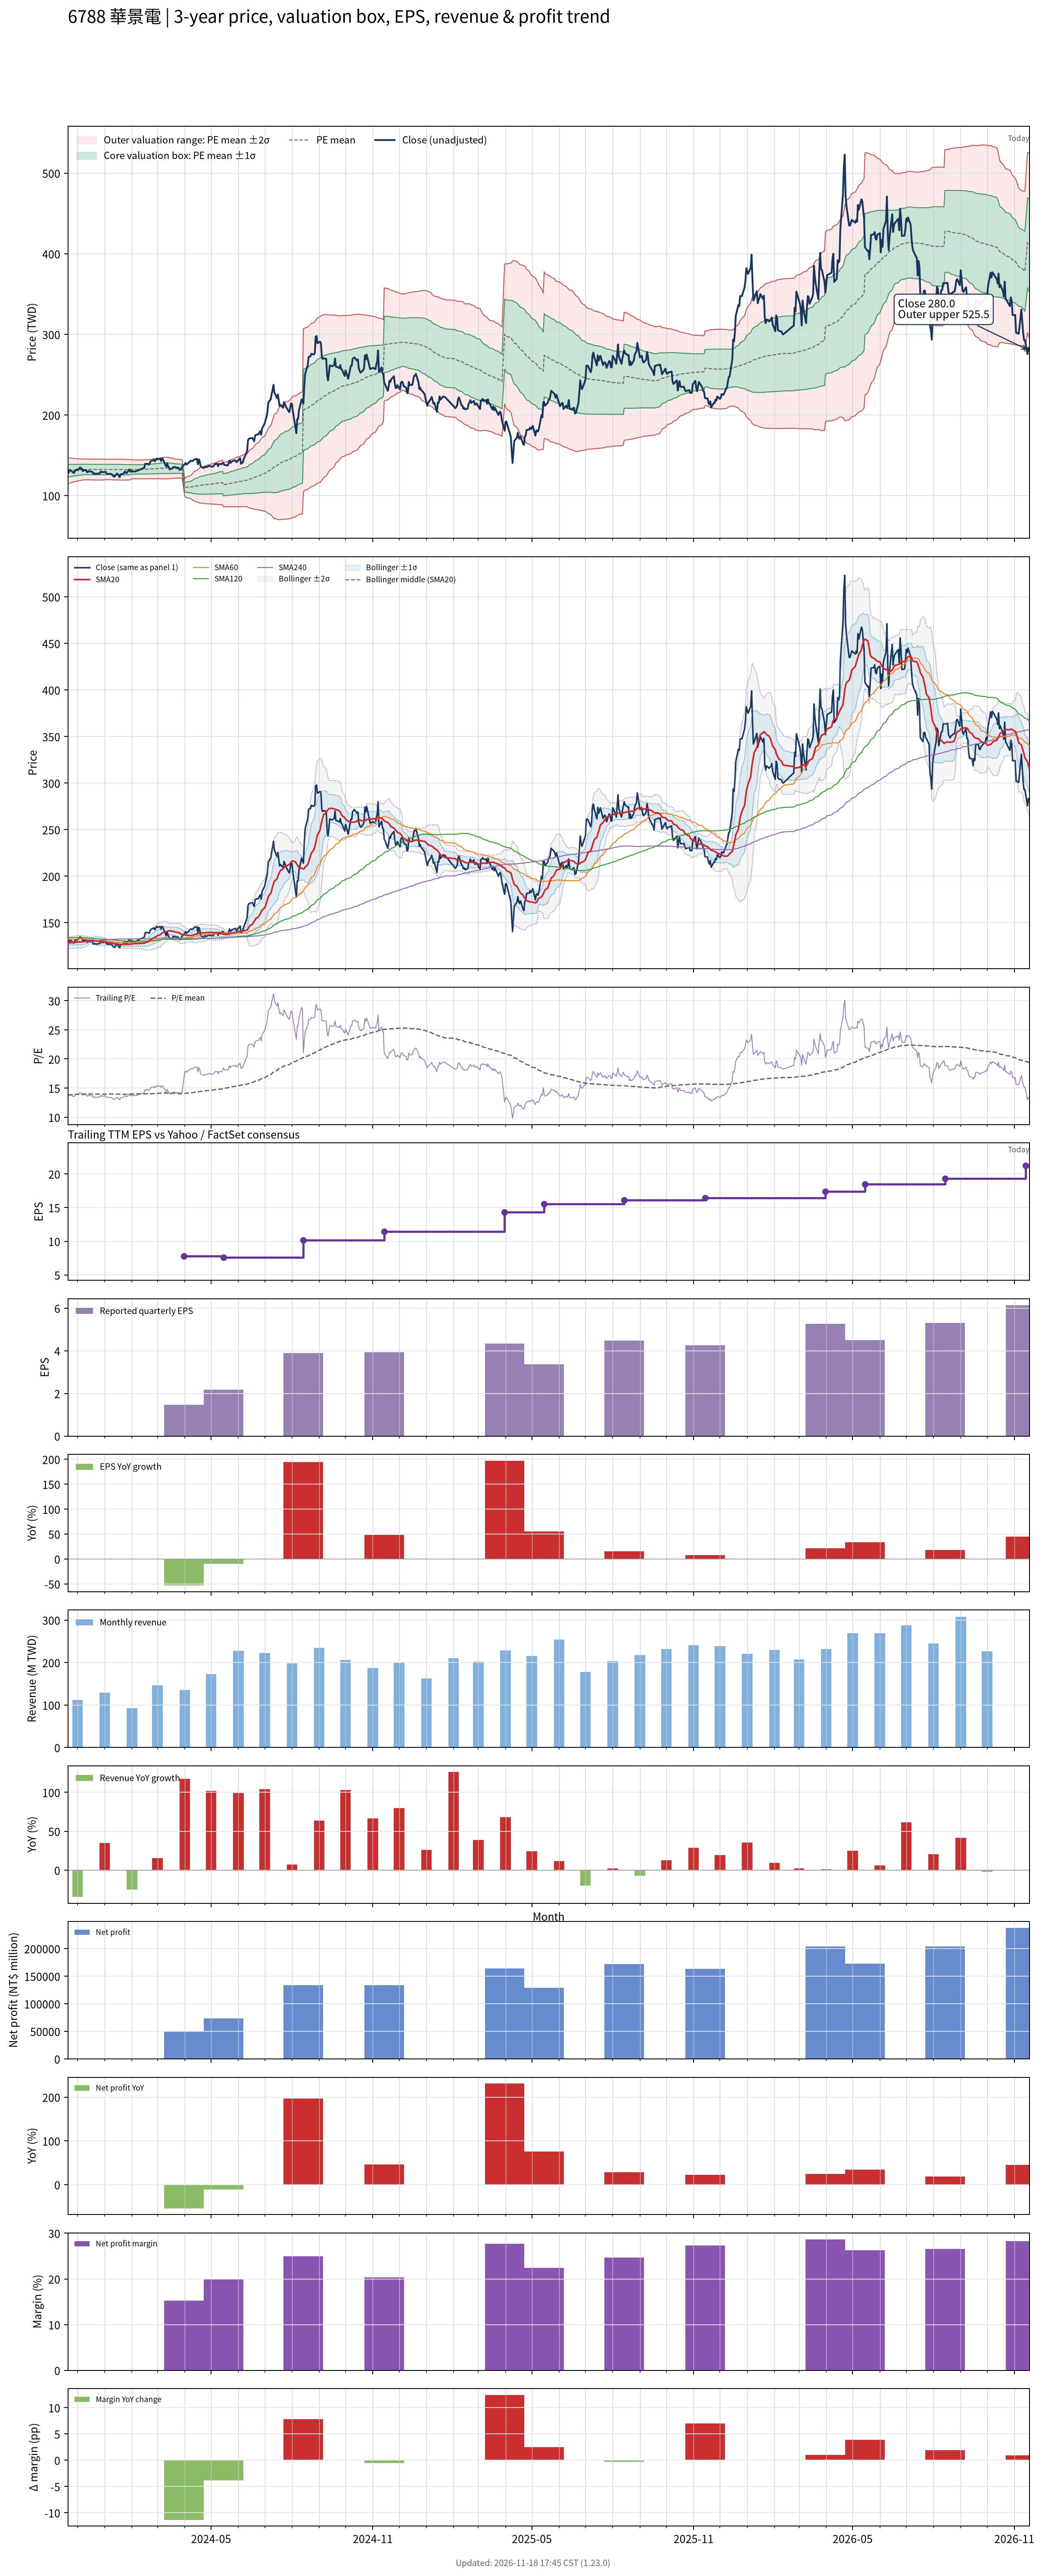 6788 華景電 | 3-year price, valuation box, EPS, revenue & profit trend
Outer valuation range: PE mean ±2σ
Core valuation box: PE mean ±1σ
PE mean
Close (unadjusted)
Today
Price (TWD)
500
400
300
200
100
Close 280.0
Outer upper 525.5
Close (same as panel 1)
SMA20
SMA60
SMA120
SMA240
Bollinger ±2σ
Bollinger ±1σ
Bollinger middle (SMA20)
Price
500
450
400
350
300
250
200
150
Trailing P/E
P/E mean
P/E
30
25
20
15
10
Trailing TTM EPS vs Yahoo / FactSet consensus
Today
EPS
20
15
10
5
Reported quarterly EPS
EPS
6
4
2
0
EPS YoY growth
YoY (%)
200
150
100
50
0
-50
Monthly revenue
Revenue (M TWD)
300
200
100
0
Revenue YoY growth
YoY (%)
100
50
0
Month
Net profit
Net profit (NT$ million)
200000
150000
100000
50000
0
Net profit YoY
YoY (%)
200
100
0
Net profit margin
Margin (%)
30
20
10
0
Margin YoY change
Δ margin (pp)
10
5
0
-5
-10
2024-05
2024-11
2025-05
2025-11
2026-05
2026-11
Updated: 2026-11-18 17:45 CST (1.23.0)